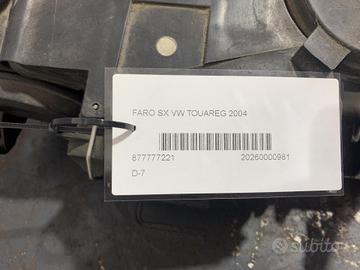 FARO SX VW TOUAREG 2004
877777221 20260000981
D-7
subito